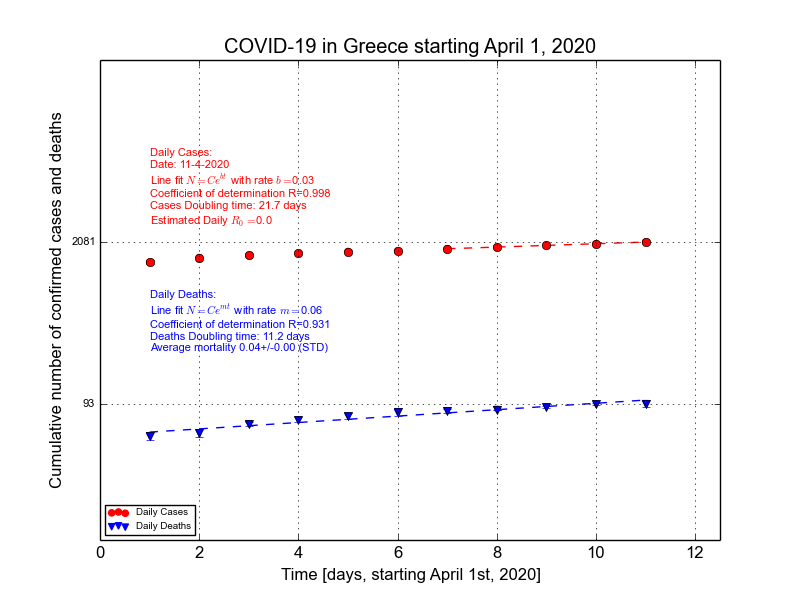 COVID-19 in Greece starting April 1, 2020
Cumulative number of confirmed cases and deaths
Daily Cases:
Date: 11-4-2020
Line fit N=Ce^{bt} with rate b=0.03
Coefficient of determination R=0.998
Cases Doubling time: 21.7 days
Estimated Daily R_0=0.0
2081
Daily Deaths:
Line fit N=Ce^{mt} with rate m=0.06
Coefficient of determination R=0.931
Deaths Doubling time: 11.2 days
Average mortality 0.04+/-0.00 (STD)
93
Daily Cases
Daily Deaths
0 2 4 6 8 10 12
Time [days, starting April 1st, 2020]